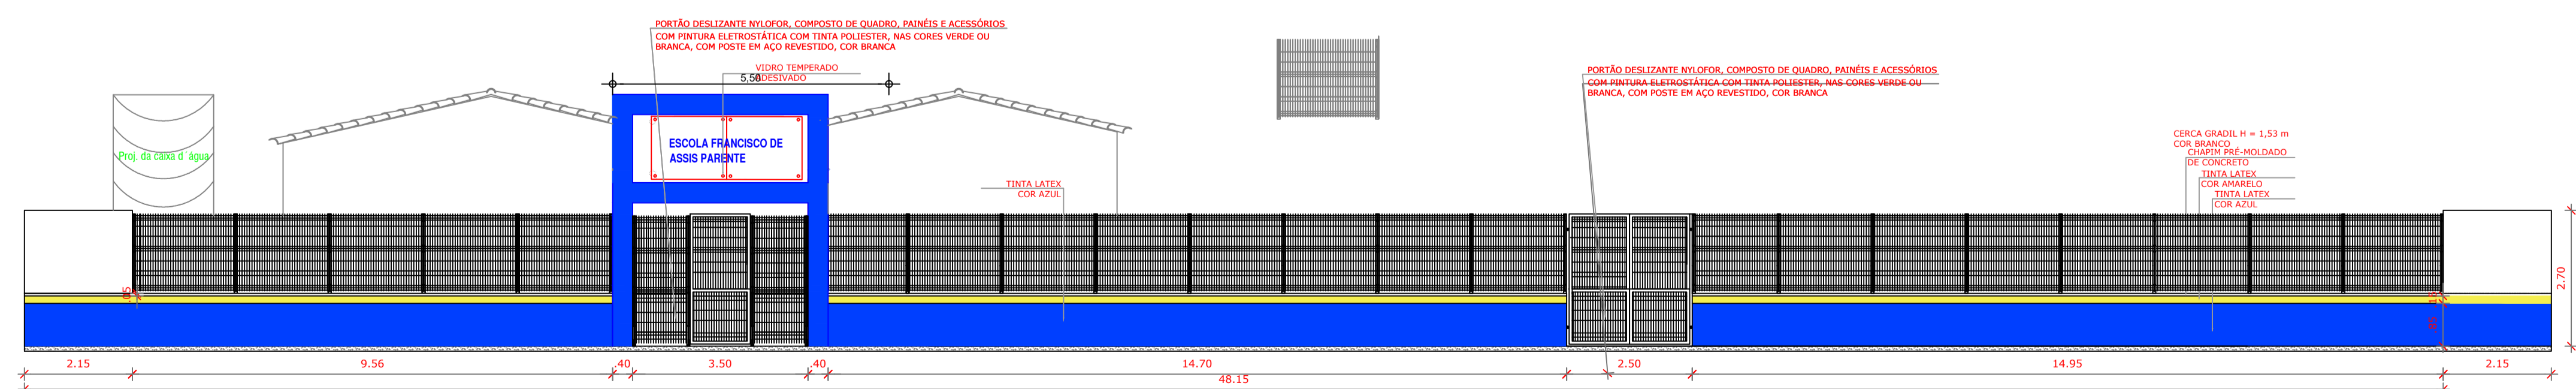 PORTÃO DESLIZANTE NYLOFOR, COMPOSTO DE QUADRO, PAINÉIS E ACESSÓRIOS
COM PINTURA ELETROSTÁTICA COM TINTA POLIESTER, NAS CORES VERDE OU
BRANCA, COM POSTE EM AÇO REVESTIDO, COR BRANCA
VIDRO TEMPERADO
ADESIVADO
5,50
PORTÃO DESLIZANTE NYLOFOR, COMPOSTO DE QUADRO, PAINÉIS E ACESSÓRIOS
COM PINTURA ELETROSTÁTICA COM TINTA POLIESTER, NAS CORES VERDE OU
BRANCA, COM POSTE EM AÇO REVESTIDO, COR BRANCA
Proj. da caixa d´água
ESCOLA FRANCISCO DE
ASSIS PARENTE
TINTA LATEX
COR AZUL
CERCA GRADIL H = 1,53 m
COR BRANCO
CHAPIM PRÉ-MOLDADO
DE CONCRETO
TINTA LATEX
COR AMARELO
TINTA LATEX
COR AZUL
2.70
2.15
9.56
.40
3.50
.40
14.70
2.50
14.95
2.15
48.15